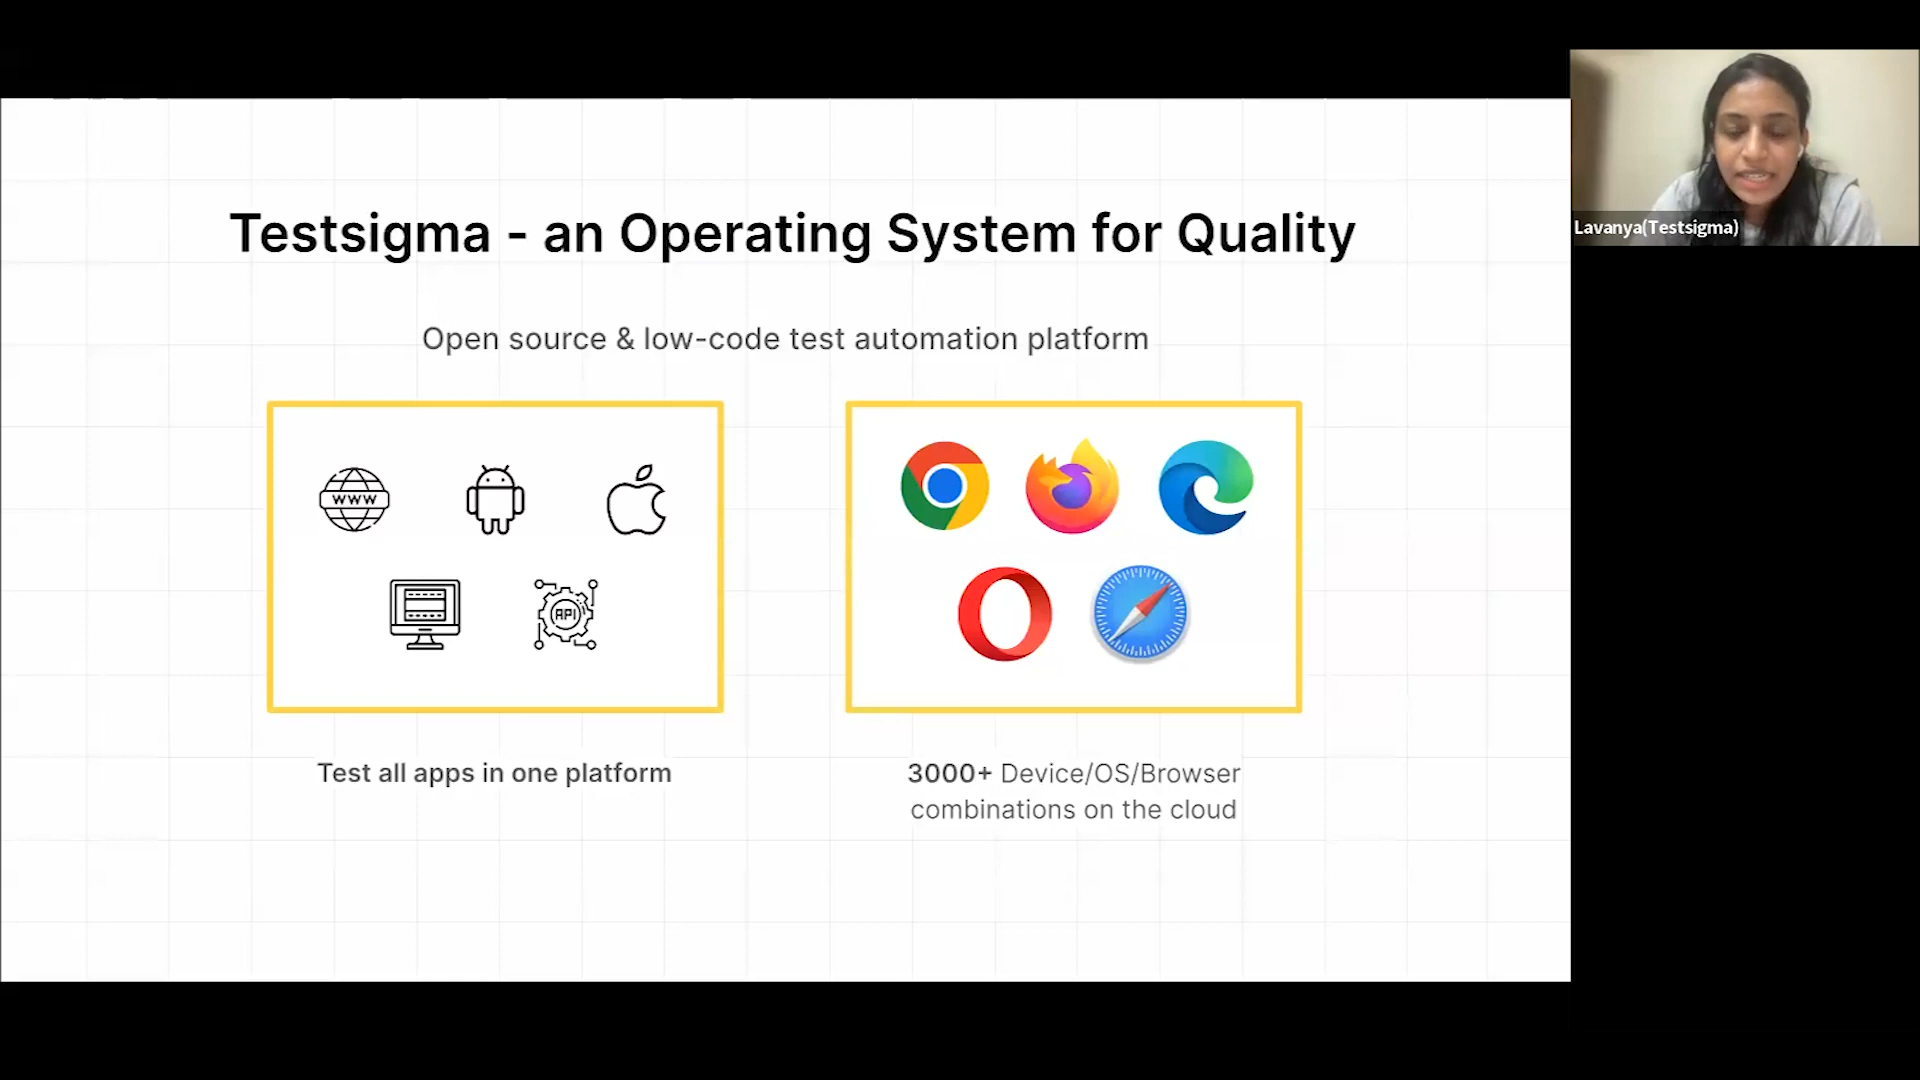 Testsigma - an Operating System for Quality
Open source & low-code test automation platform
WWW
API
Test all apps in one platform
3000+ Device/OS/Browser
combinations on the cloud
Lavanya(Testsigma)